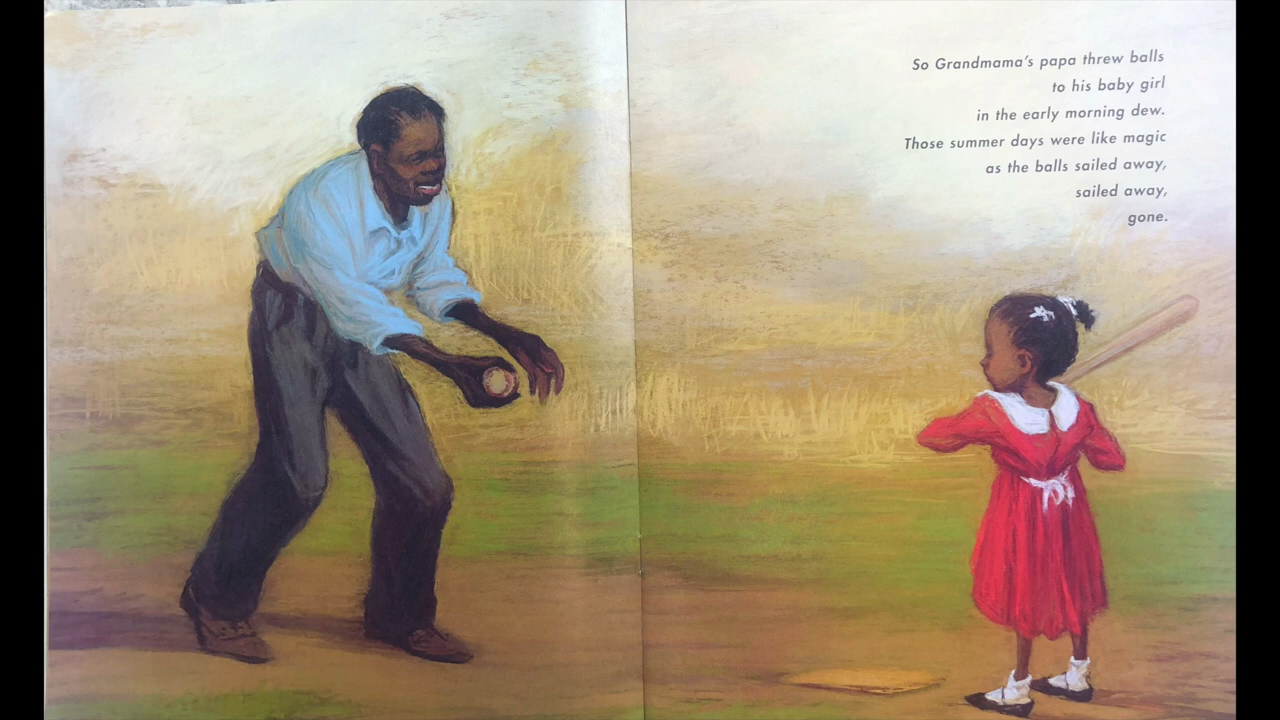 So Grandmama's papa threw balls
to his baby girl
in the early morning dew.
Those summer days were like magic
as the balls sailed away,
sailed away,
gone.